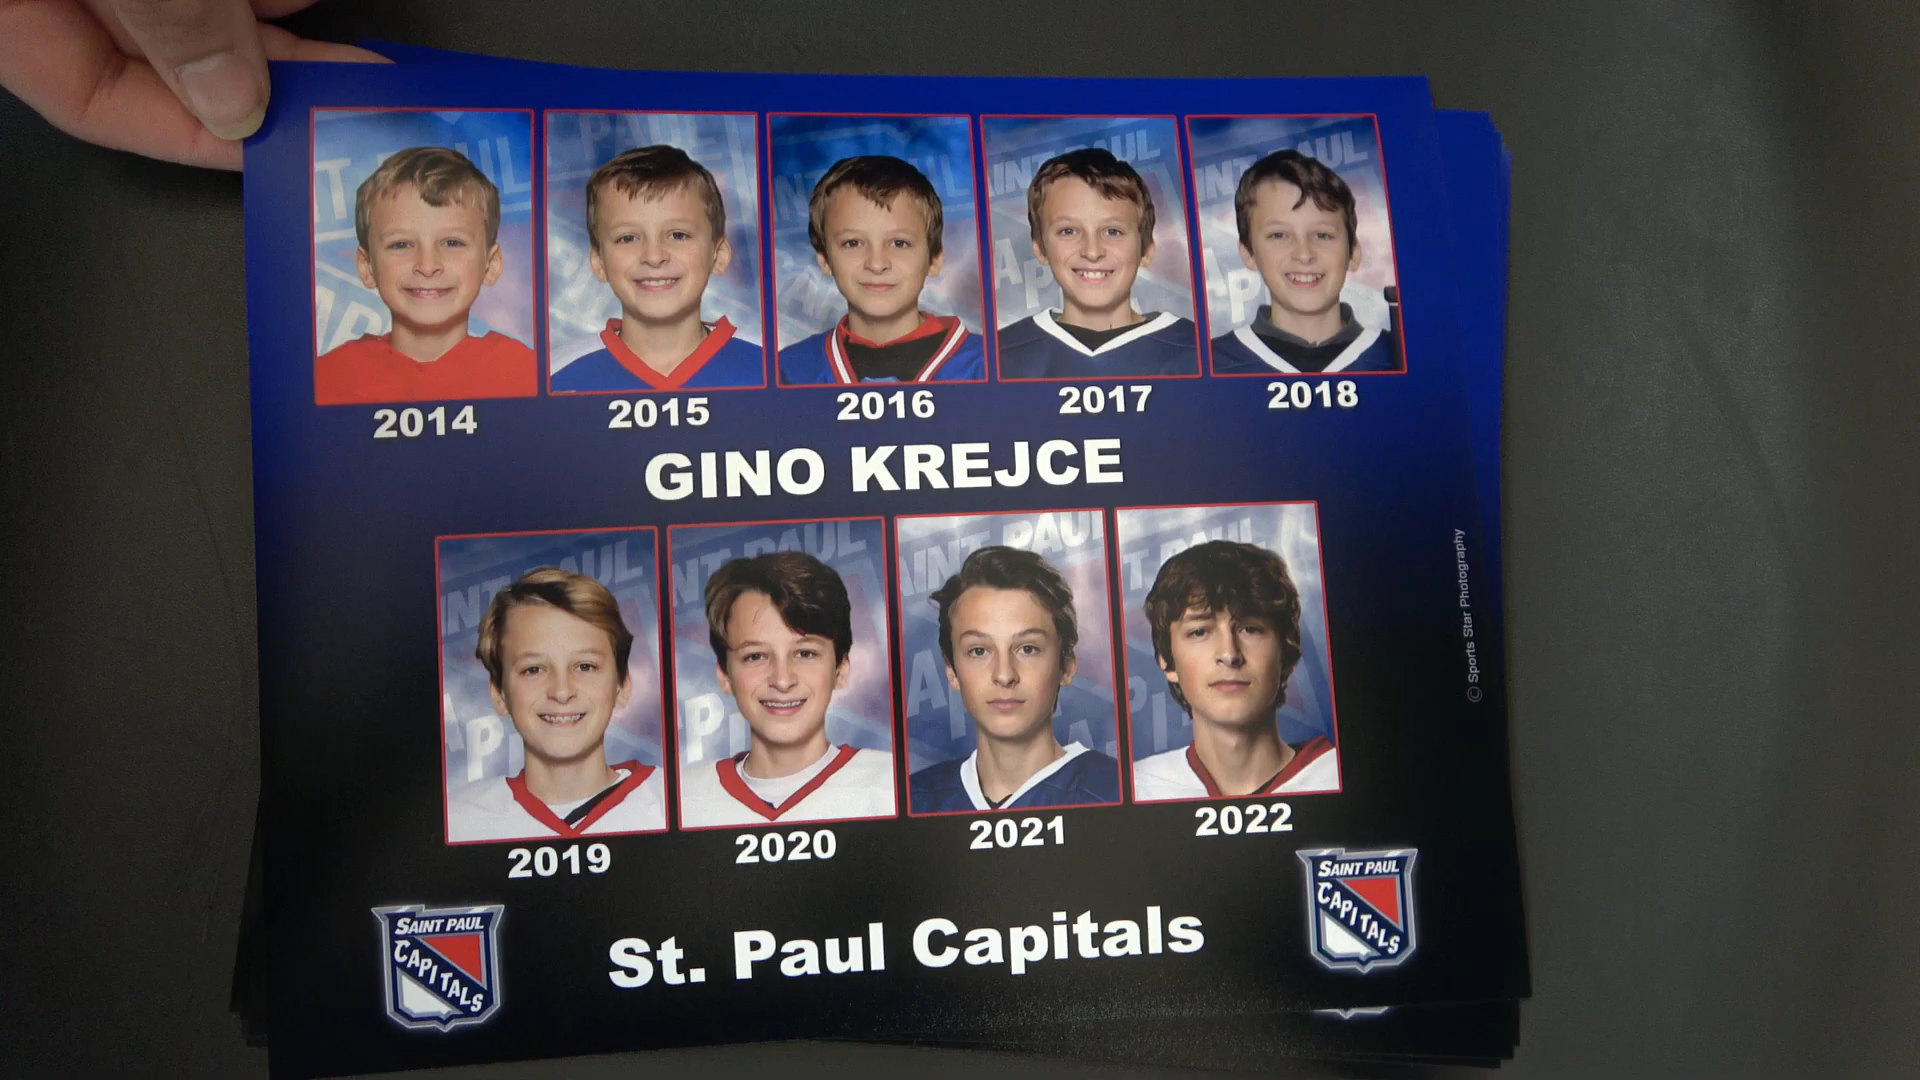 2014 2015 2016 2017 2018
GINO KREJCE
2019 2020 2021 2022
SAINT PAUL
CAPITALS
St. Paul Capitals
SAINT PAUL
CAPITALS
© Sports Star Photography